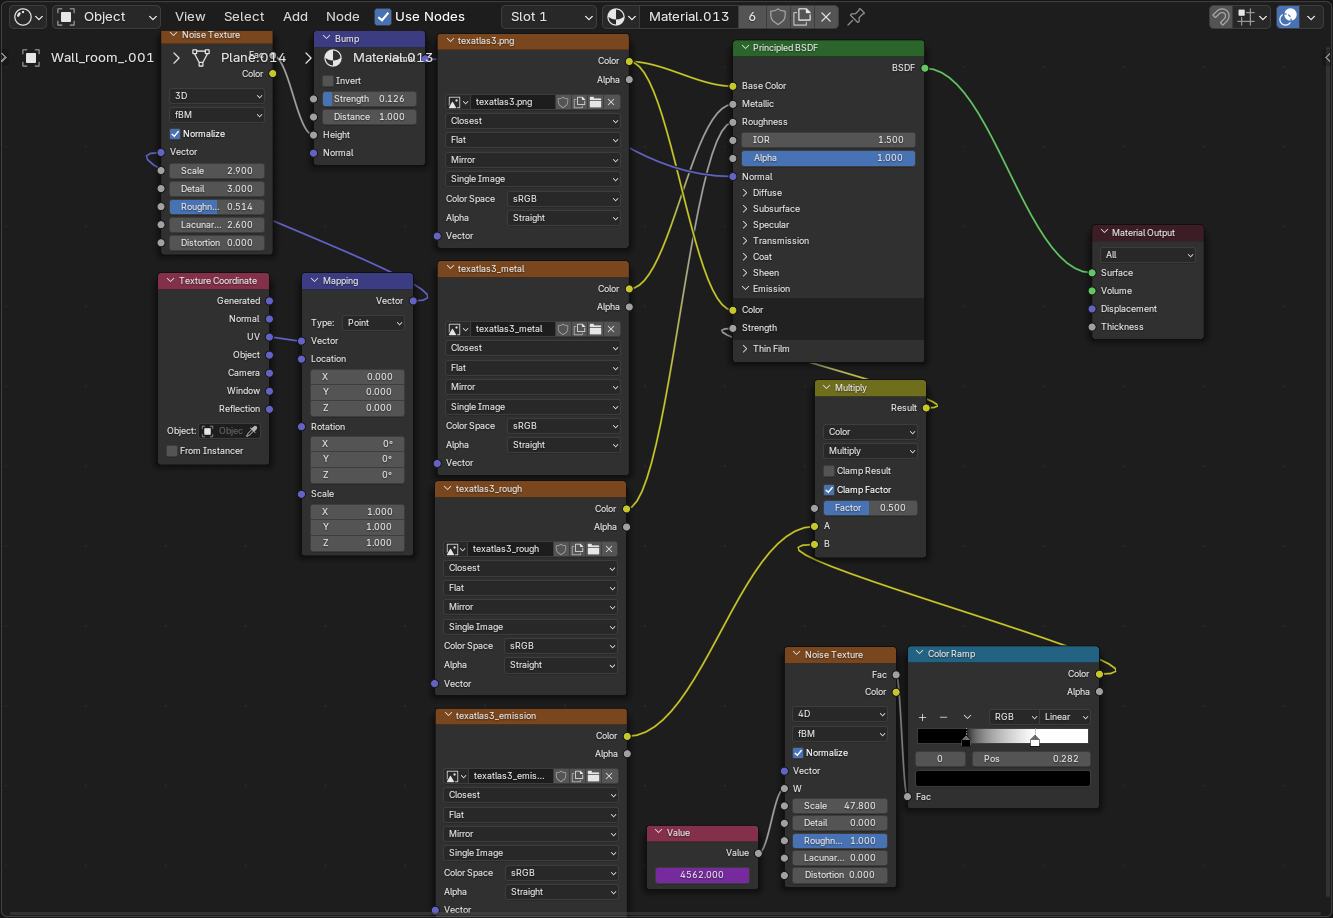 Object View Select Add Node Use Nodes Slot 1 Material.013 6
Wall_room_.001 Plane.014 Material.013
Noise Texture
Fac
Color
3D
fBM
Normalize
Vector
Scale 2.900
Detail 3.000
Roughn... 0.514
Lacunar... 2.600
Distortion 0.000
Bump
Normal
Invert
Strength 0.126
Distance 1.000
Height
Normal
Texture Coordinate
Generated
Normal
UV
Object
Camera
Window
Reflection
Object: Objec
From Instancer
Mapping
Vector
Type: Point
Vector
Location
X 0.000
Y 0.000
Z 0.000
Rotation
X 0°
Y 0°
Z 0°
Scale
X 1.000
Y 1.000
Z 1.000
texatlas3.png
Color
Alpha
texatlas3.png
Closest
Flat
Mirror
Single Image
Color Space sRGB
Alpha Straight
Vector
texatlas3_metal
Color
Alpha
texatlas3_metal
Closest
Flat
Mirror
Single Image
Color Space sRGB
Alpha Straight
Vector
texatlas3_rough
Color
Alpha
texatlas3_rough
Closest
Flat
Mirror
Single Image
Color Space sRGB
Alpha Straight
Vector
texatlas3_emission
Color
Alpha
texatlas3_emis...
Closest
Flat
Mirror
Single Image
Color Space sRGB
Alpha Straight
Vector
Principled BSDF
BSDF
Base Color
Metallic
Roughness
IOR 1.500
Alpha 1.000
Normal
Diffuse
Subsurface
Specular
Transmission
Coat
Sheen
Emission
Color
Strength
Thin Film
Material Output
All
Surface
Volume
Displacement
Thickness
Multiply
Result
Color
Multiply
Clamp Result
Clamp Factor
Factor 0.500
A
B
Value
Value
4562.000
Noise Texture
Fac
Color
4D
fBM
Normalize
Vector
W
Scale 47.800
Detail 0.000
Roughn... 1.000
Lacunar... 0.000
Distortion 0.000
Color Ramp
Color
Alpha
RGB Linear
0 Pos 0.282
Fac